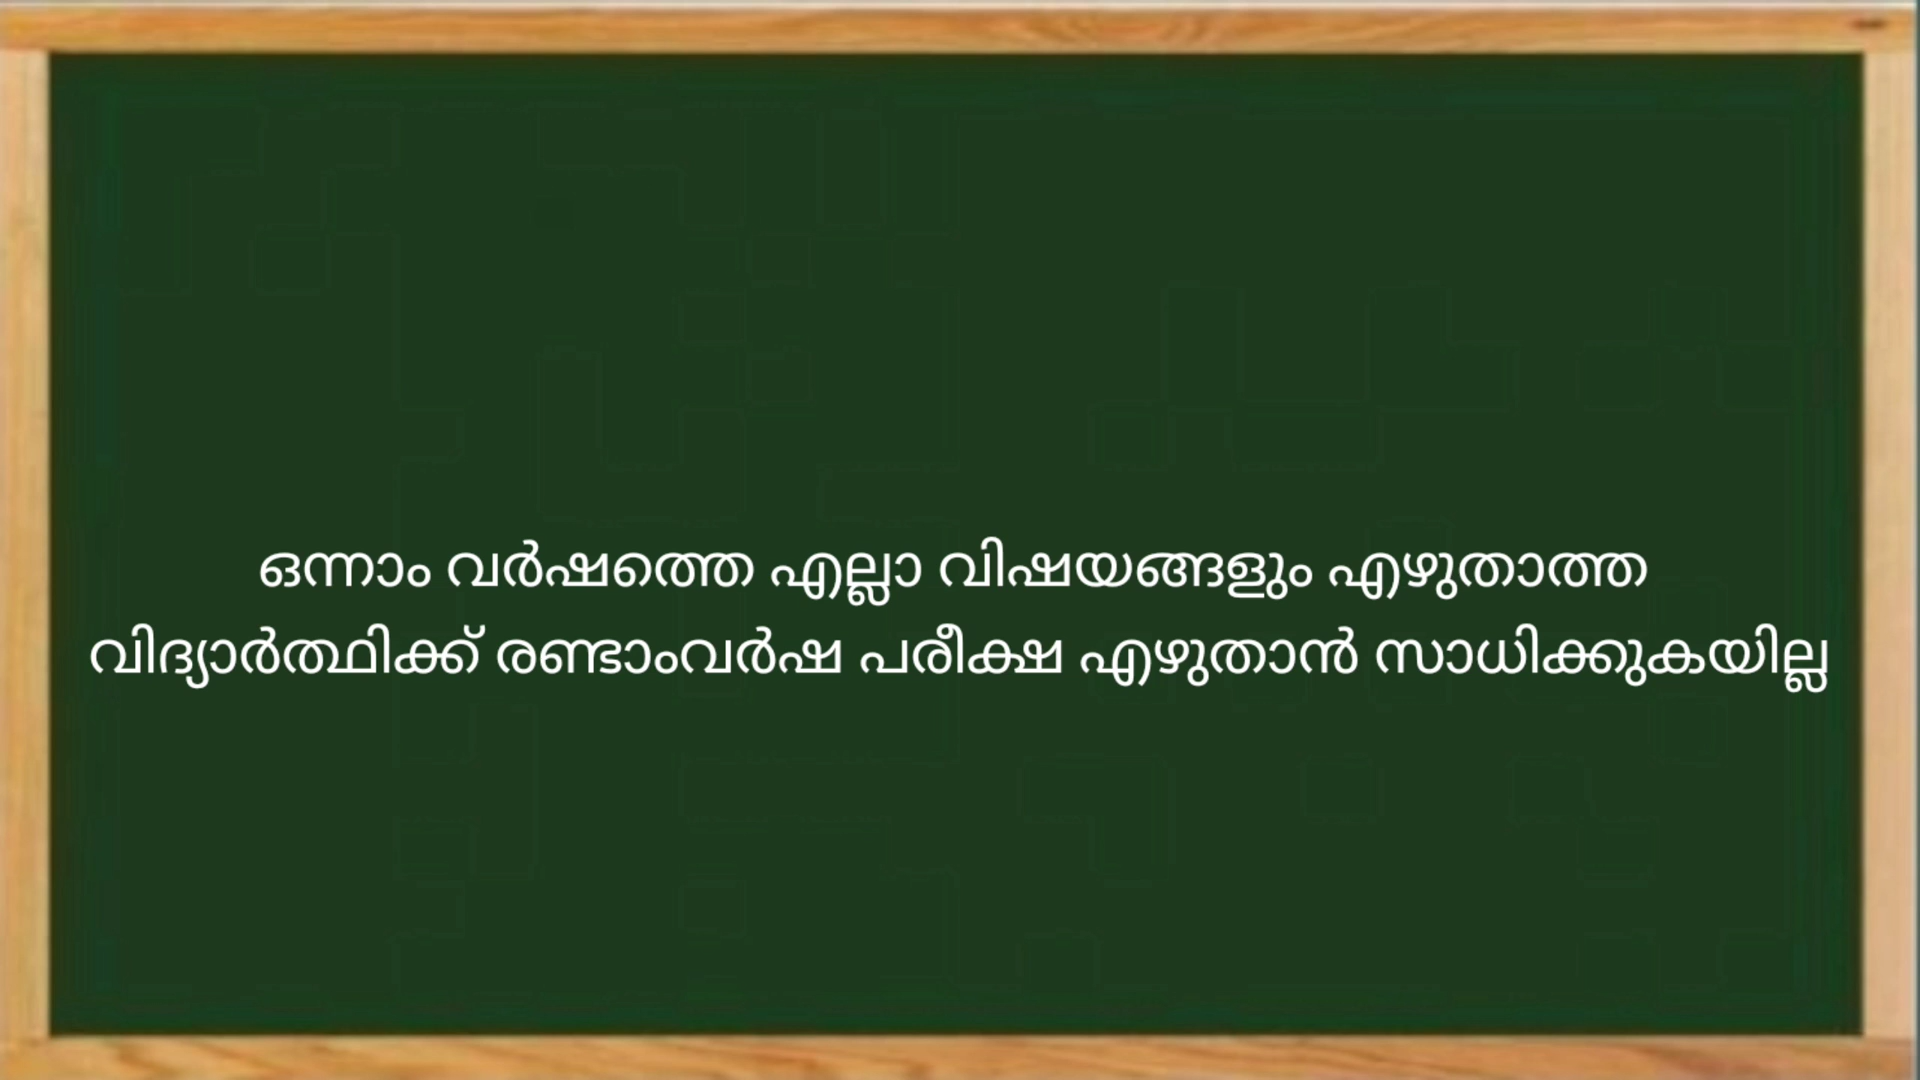 ഒന്നാം വർഷത്തെ എല്ലാ വിഷയങ്ങളും എഴുതാത്ത
വിദ്യാർത്ഥിക്ക് രണ്ടാംവർഷ പരീക്ഷ എഴുതാൻ സാധിക്കുകയില്ല